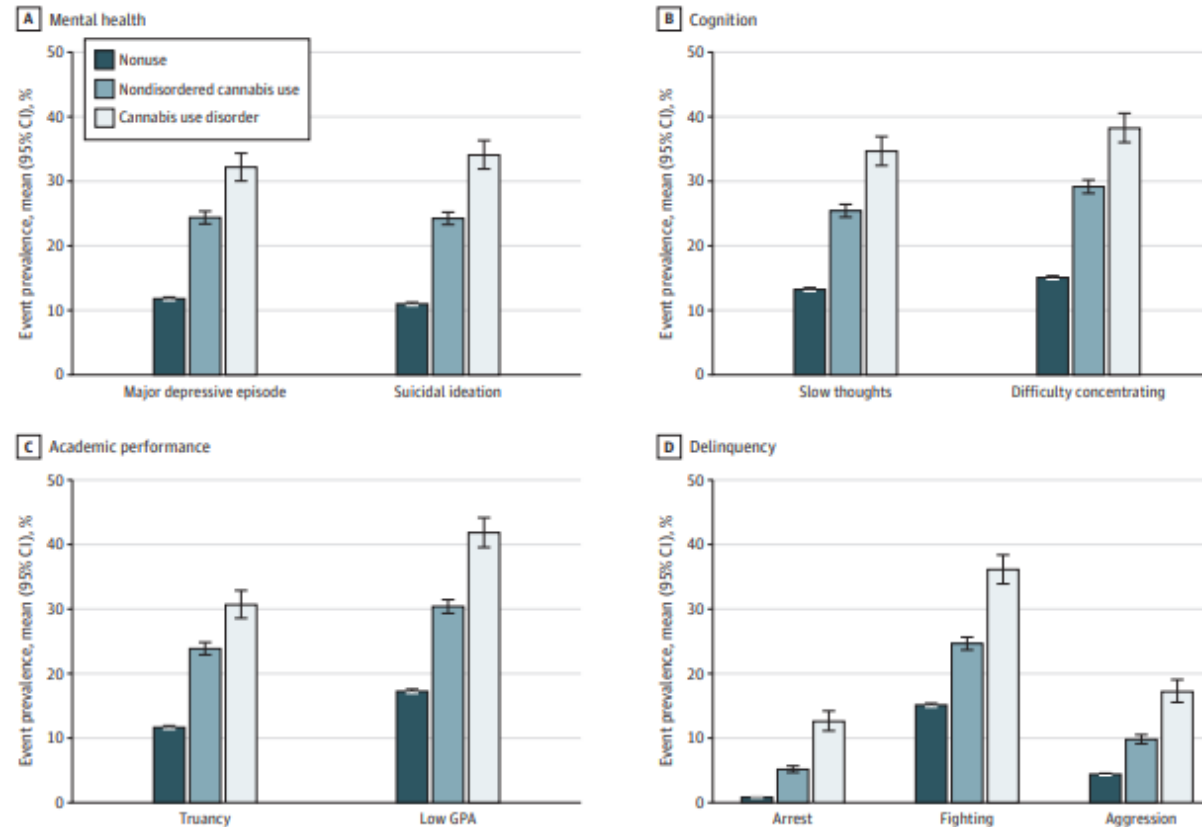 A Mental health
Event prevalence, mean (95% CI), %
50
40
30
20
10
0
Nonuse
Nondisordered cannabis use
Cannabis use disorder
Major depressive episode Suicidal ideation
B Cognition
Event prevalence, mean (95% CI), %
50
40
30
20
10
0
Slow thoughts Difficulty concentrating
C Academic performance
Event prevalence, mean (95% CI), %
50
40
30
20
10
0
Truancy Low GPA
D Delinquency
Event prevalence, mean (95% CI), %
50
40
30
20
10
0
Arrest Fighting Aggression